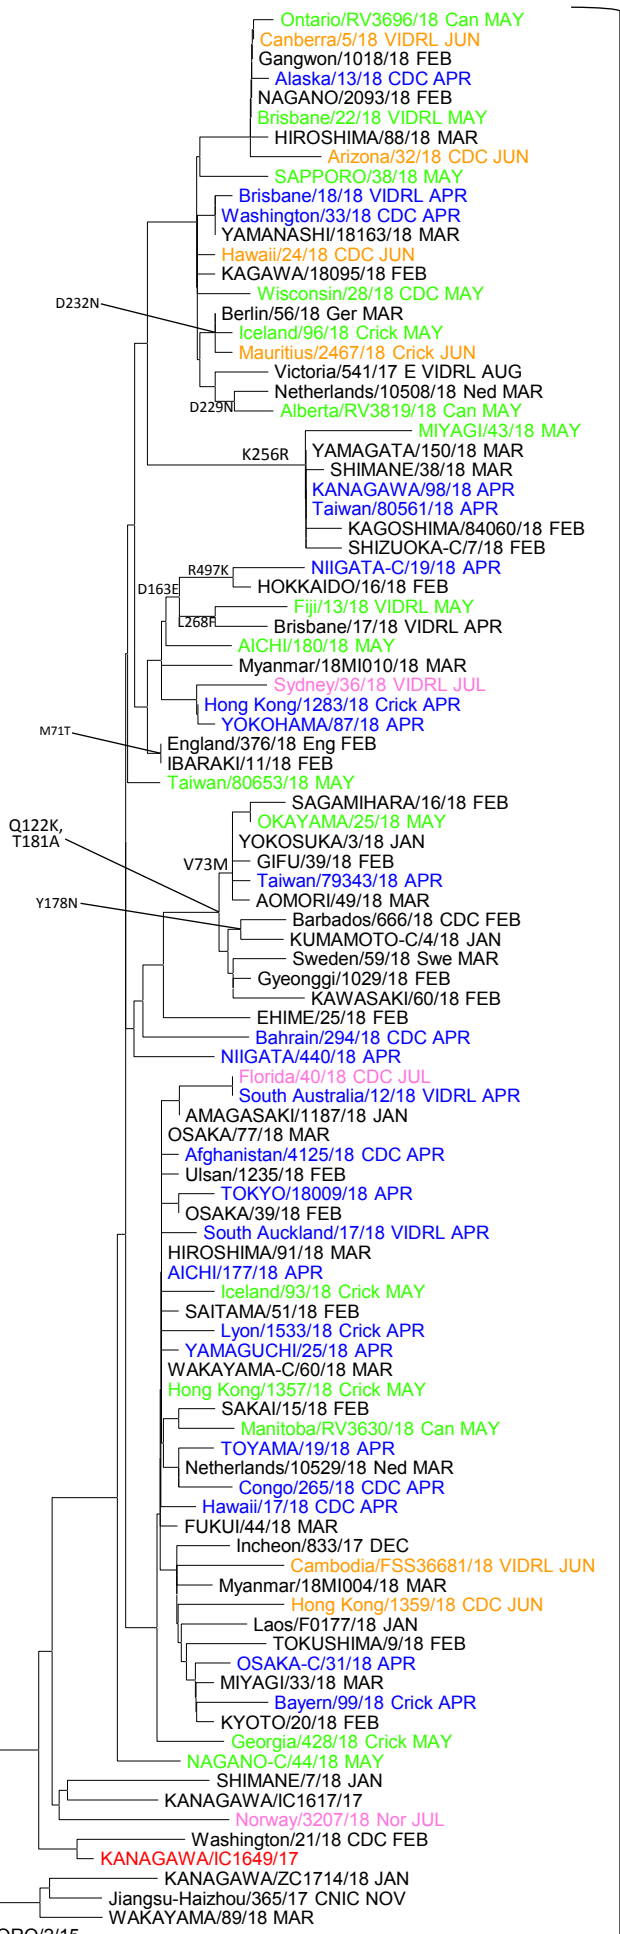 Ontario/RV3696/18 Can MAY
Canberra/5/18 VIDRL JUN
Gangwon/1018/18 FEB
Alaska/13/18 CDC APR
NAGANO/2093/18 FEB
Brisbane/22/18 VIDRL MAY
HIROSHIMA/88/18 MAR
Arizona/32/18 CDC JUN
SAPPORO/38/18 MAY
Brisbane/18/18 VIDRL APR
Washington/33/18 CDC APR
YAMANASHI/18163/18 MAR
Hawaii/24/18 CDC JUN
KAGAWA/18095/18 FEB
Wisconsin/28/18 CDC MAY
D232N
Berlin/56/18 Ger MAR
Iceland/96/18 Crick MAY
Mauritius/2467/18 Crick JUN
Victoria/541/17 E VIDRL AUG
Netherlands/10508/18 Ned MAR
D229N
Alberta/RV3819/18 Can MAY
MIYAGI/43/18 MAY
K256R
YAMAGATA/150/18 MAR
SHIMANE/38/18 MAR
KANAGAWA/98/18 APR
Taiwan/80561/18 APR
KAGOSHIMA/84060/18 FEB
SHIZUOKA-C/7/18 FEB
R497K
NIIGATA-C/19/18 APR
D163E
HOKKAIDO/16/18 FEB
Fiji/13/18 VIDRL MAY
L268F
Brisbane/17/18 VIDRL APR
AICHI/180/18 MAY
Myanmar/18MI010/18 MAR
Sydney/36/18 VIDRL JUL
Hong Kong/1283/18 Crick APR
YOKOHAMA/87/18 APR
M71T
England/376/18 Eng FEB
IBARAKI/11/18 FEB
Taiwan/80653/18 MAY
SAGAMIHARA/16/18 FEB
Q122K,
T181A
OKAYAMA/25/18 MAY
YOKOSUKA/3/18 JAN
V73M
GIFU/39/18 FEB
Taiwan/79343/18 APR
AOMORI/49/18 MAR
Y178N
Barbados/666/18 CDC FEB
KUMAMOTO-C/4/18 JAN
Sweden/59/18 Swe MAR
Gyeonggi/1029/18 FEB
KAWASAKI/60/18 FEB
EHIME/25/18 FEB
Bahrain/294/18 CDC APR
NIIGATA/440/18 APR
Florida/40/18 CDC JUL
South Australia/12/18 VIDRL APR
AMAGASAKI/1187/18 JAN
OSAKA/77/18 MAR
Afghanistan/4125/18 CDC APR
Ulsan/1235/18 FEB
TOKYO/18009/18 APR
OSAKA/39/18 FEB
South Auckland/17/18 VIDRL APR
HIROSHIMA/91/18 MAR
AICHI/177/18 APR
Iceland/93/18 Crick MAY
SAITAMA/51/18 FEB
Lyon/1533/18 Crick APR
YAMAGUCHI/25/18 APR
WAKAYAMA-C/60/18 MAR
Hong Kong/1357/18 Crick MAY
SAKAI/15/18 FEB
Manitoba/RV3630/18 Can MAY
TOYAMA/19/18 APR
Netherlands/10529/18 Ned MAR
Congo/265/18 CDC APR
Hawaii/17/18 CDC APR
FUKUI/44/18 MAR
Incheon/833/17 DEC
Cambodia/FSS36681/18 VIDRL JUN
Myanmar/18MI004/18 MAR
Hong Kong/1359/18 CDC JUN
Laos/F0177/18 JAN
TOKUSHIMA/9/18 FEB
OSAKA-C/31/18 APR
MIYAGI/33/18 MAR
Bayern/99/18 Crick APR
KYOTO/20/18 FEB
Georgia/428/18 Crick MAY
NAGANO-C/44/18 MAY
SHIMANE/7/18 JAN
KANAGAWA/IC1617/17
Norway/3207/18 Nor JUL
Washington/21/18 CDC FEB
KANAGAWA/IC1649/17
KANAGAWA/ZC1714/18 JAN
Jiangsu-Haizhou/365/17 CNIC NOV
WAKAYAMA/89/18 MAR